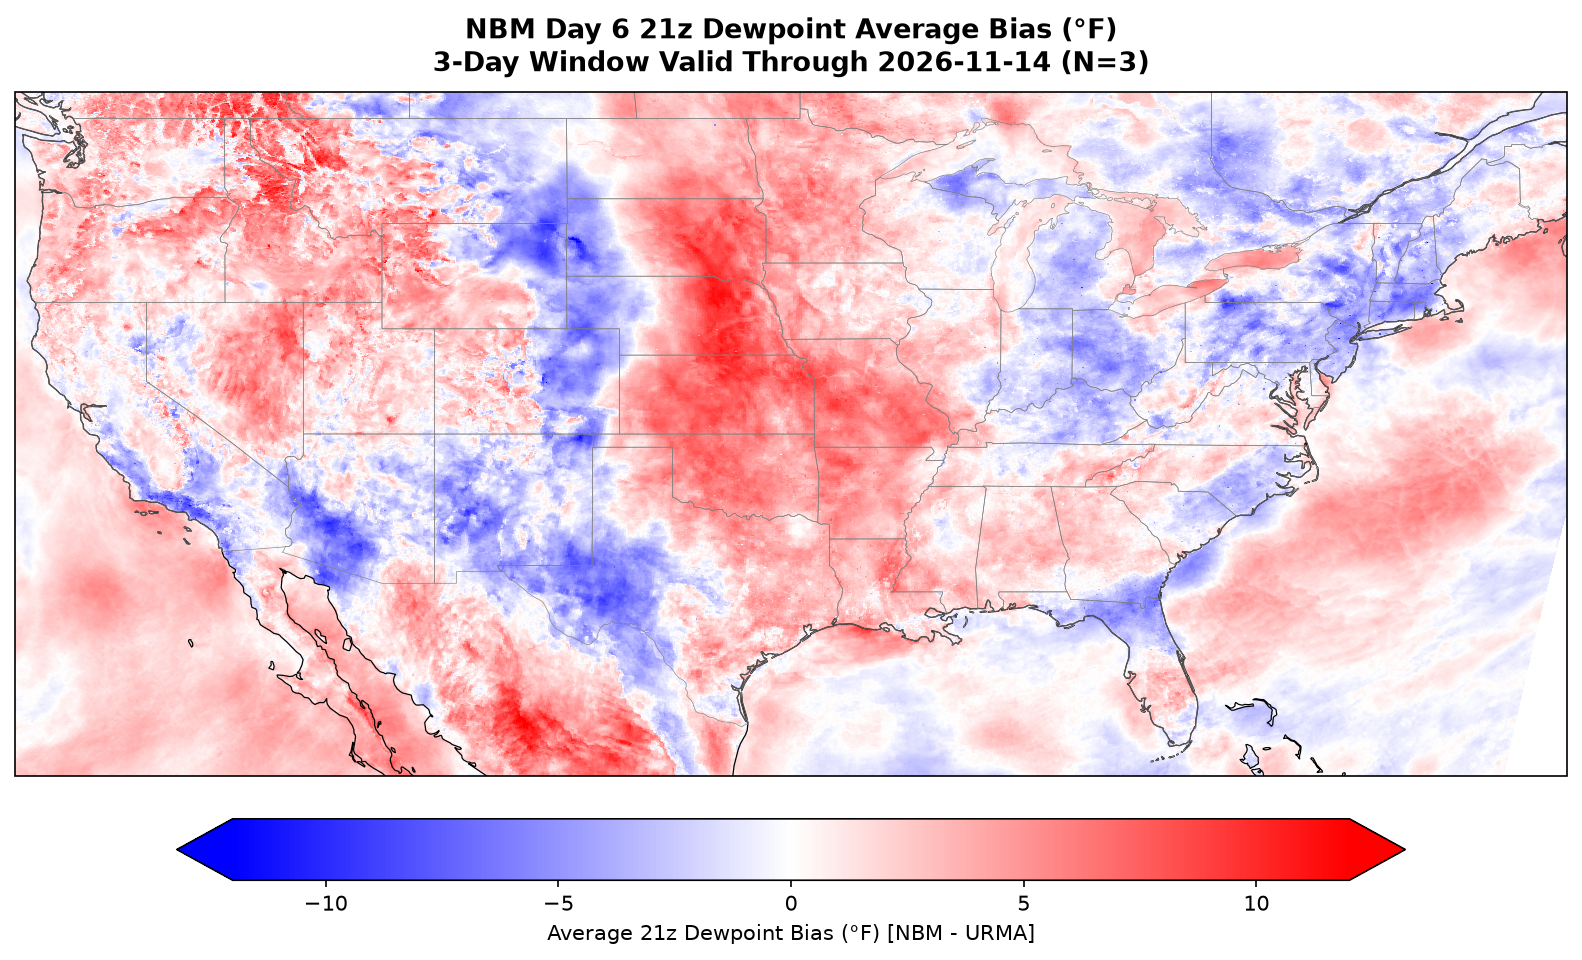 NBM Day 6 21z Dewpoint Average Bias (°F)
3-Day Window Valid Through 2026-11-14 (N=3)
−10 −5 0 5 10
Average 21z Dewpoint Bias (°F) [NBM - URMA]